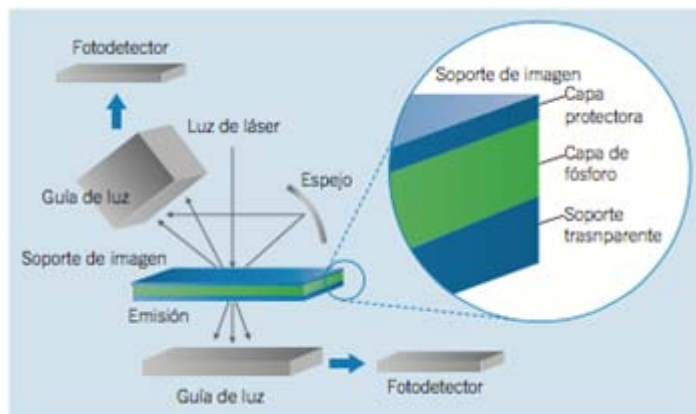 Fotodetector
Soporte de imagen
Capa
protectora
Luz de láser
Capa de
fósforo
Guía de luz
Espejo
Soporte
trasnparente
Soporte de imagen
Emisión
Guía de luz
Fotodetector